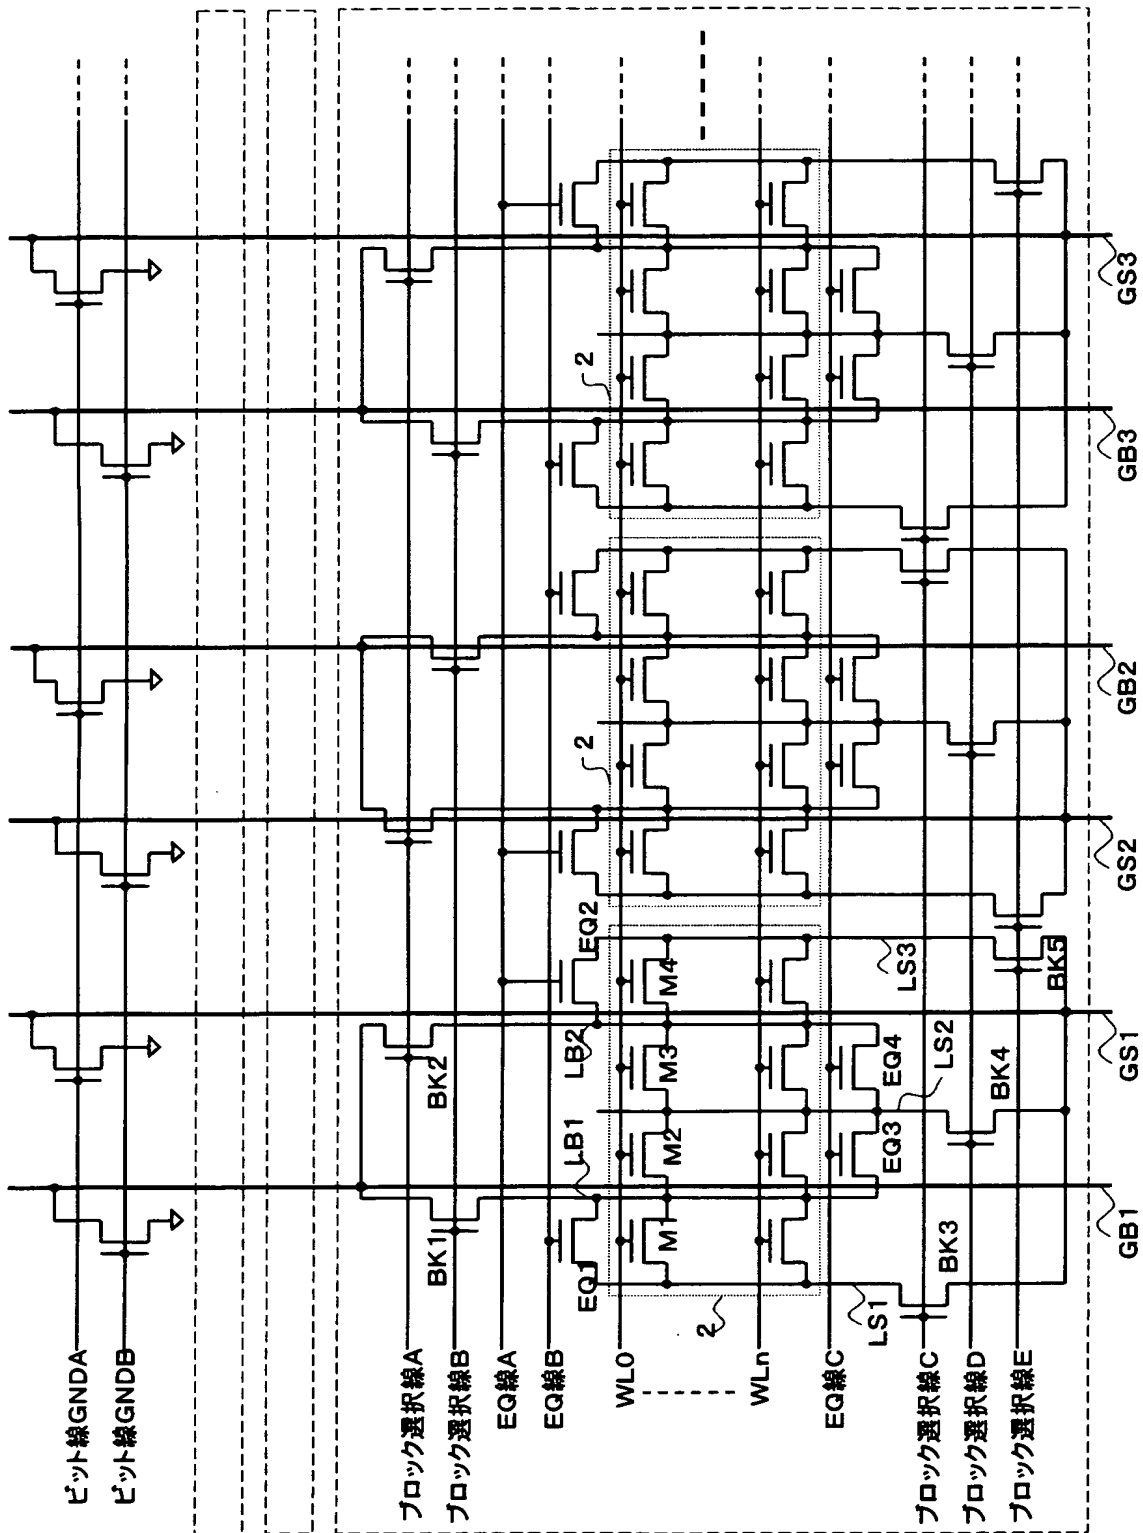 ビット線GNDA
ビット線GNDB
ブロック選択線A
ブロック選択線B
EQ線A
EQ線B
WL0
WLn
EQ線C
ブロック選択線C
ブロック選択線D
ブロック選択線E
BK1
BK2
EQ1
LB1
LB2
EQ2
M1
M2
M3
M4
2
2
2
EQ3
EQ4
LS1
LS2
LS3
BK3
BK4
BK5
GB1
GS1
GS2
GB2
GB3
GS3